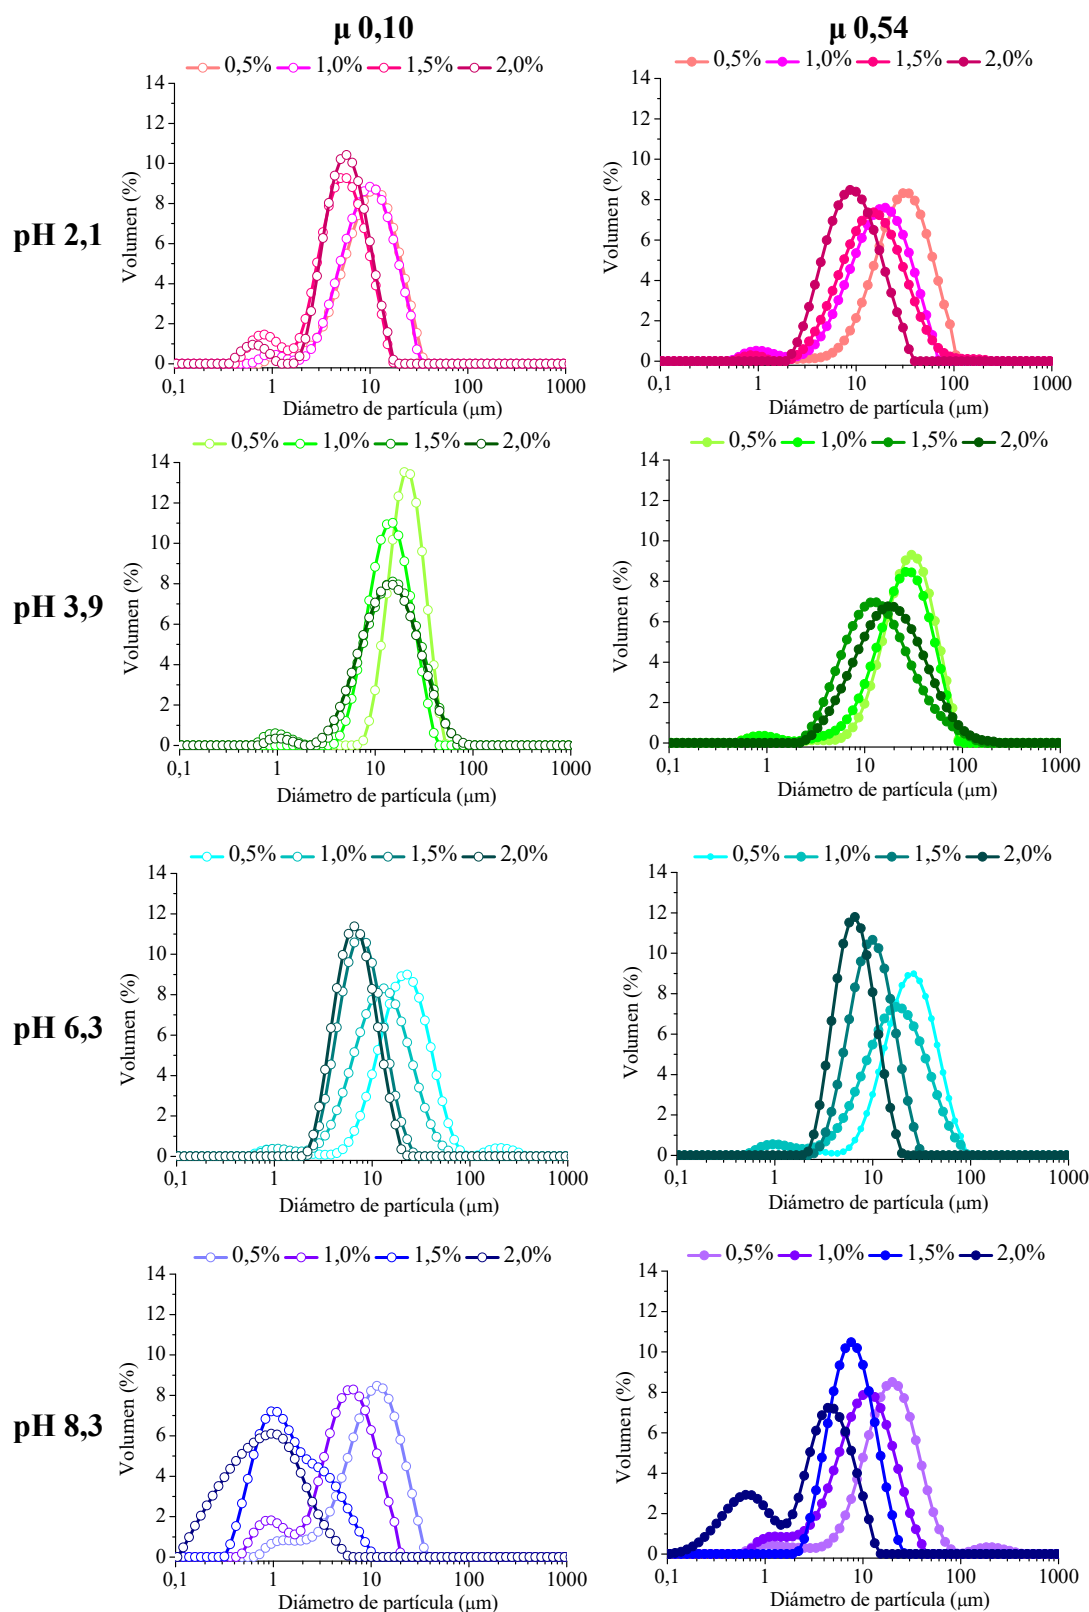 μ 0,10
μ 0,54
0,5% 1,0% 1,5% 2,0%
0,5% 1,0% 1,5% 2,0%
pH 2,1
Volumen (%)
14
12
10
8
6
4
2
0
0,1 1 10 100 1000
Diámetro de partícula (μm)
Volumen (%)
14
12
10
8
6
4
2
0
0,1 1 10 100 1000
Diámetro de partícula (μm)
0,5% 1,0% 1,5% 2,0%
0,5% 1,0% 1,5% 2,0%
pH 3,9
Volumen (%)
14
12
10
8
6
4
2
0
0,1 1 10 100 1000
Diámetro de partícula (μm)
Volumen (%)
14
12
10
8
6
4
2
0
0,1 1 10 100 1000
Diámetro de partícula (μm)
0,5% 1,0% 1,5% 2,0%
0,5% 1,0% 1,5% 2,0%
pH 6,3
Volumen (%)
14
12
10
8
6
4
2
0
0,1 1 10 100 1000
Diámetro de partícula (μm)
Volumen (%)
14
12
10
8
6
4
2
0
0,1 1 10 100 1000
Diámetro de partícula (μm)
0,5% 1,0% 1,5% 2,0%
0,5% 1,0% 1,5% 2,0%
pH 8,3
Volumen (%)
14
12
10
8
6
4
2
0
0,1 1 10 100 1000
Diámetro de partícula (μm)
Volumen (%)
14
12
10
8
6
4
2
0
0,1 1 10 100 1000
Diámetro de partícula (μm)